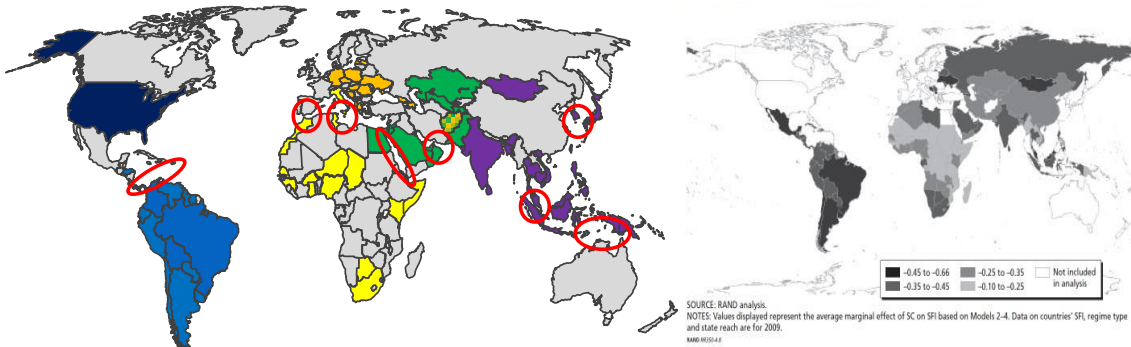 −0.45 to −0.66
−0.35 to −0.45
−0.25 to −0.35
−0.10 to −0.25
Not included
in analysis
SOURCE: RAND analysis.
NOTES: Values displayed represent the average marginal effect of SC on SFI based on Models 2–4. Data on countries' SFI, regime type
and state reach are for 2009.
RAND